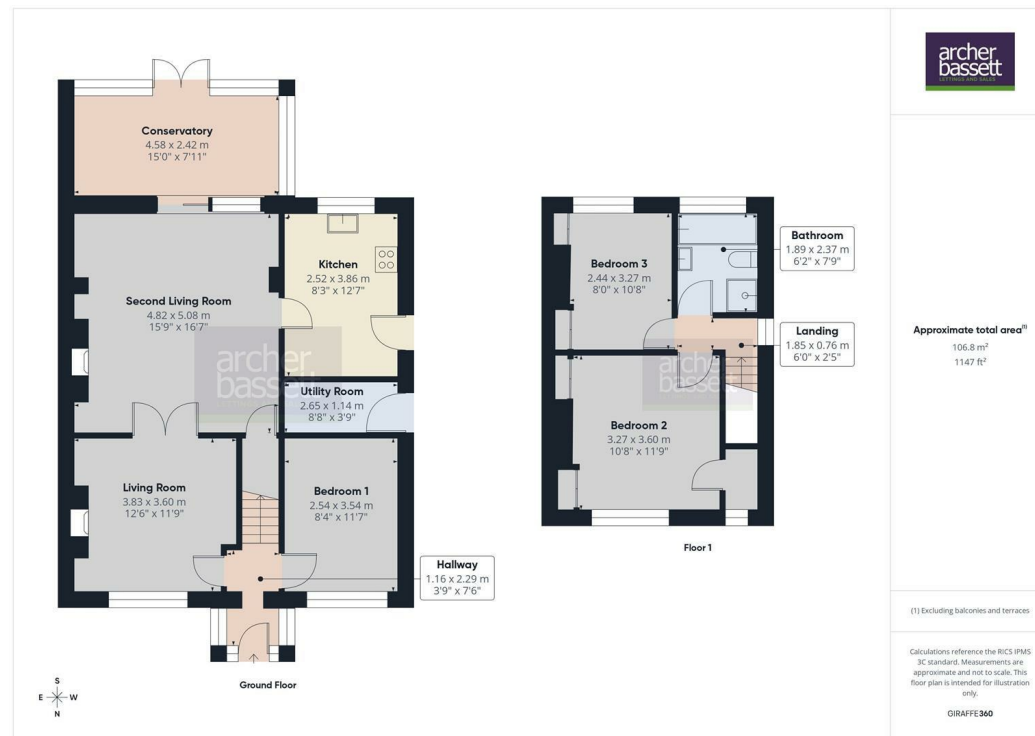 Conservatory
4.58 x 2.42 m
15'0" x 7'11"
Kitchen
2.52 x 3.86 m
8'3" x 12'7"
Second Living Room
4.82 x 5.08 m
15'9" x 16'7"
archer
bassett
Utility Room
2.65 x 1.14 m
8'8" x 3'9"
Living Room
3.83 x 3.60 m
12'6" x 11'9"
Bedroom 1
2.54 x 3.54 m
8'4" x 11'7"
Hallway
1.16 x 2.29 m
3'9" x 7'6"
Ground Floor
S
E W
N
Bathroom
1.89 x 2.37 m
6'2" x 7'9"
Bedroom 3
2.44 x 3.27 m
8'0" x 10'8"
Landing
1.85 x 0.76 m
6'0" x 2'5"
archer
bassett
Bedroom 2
3.27 x 3.60 m
10'8" x 11'9"
Floor 1
archer
bassett
LETTINGS AND SALES
Approximate total area(1)
106.8 m²
1147 ft²
(1) Excluding balconies and terraces
Calculations reference the RICS IPMS
3C standard. Measurements are
approximate and not to scale. This
floor plan is intended for illustration
only.
GIRAFFE360